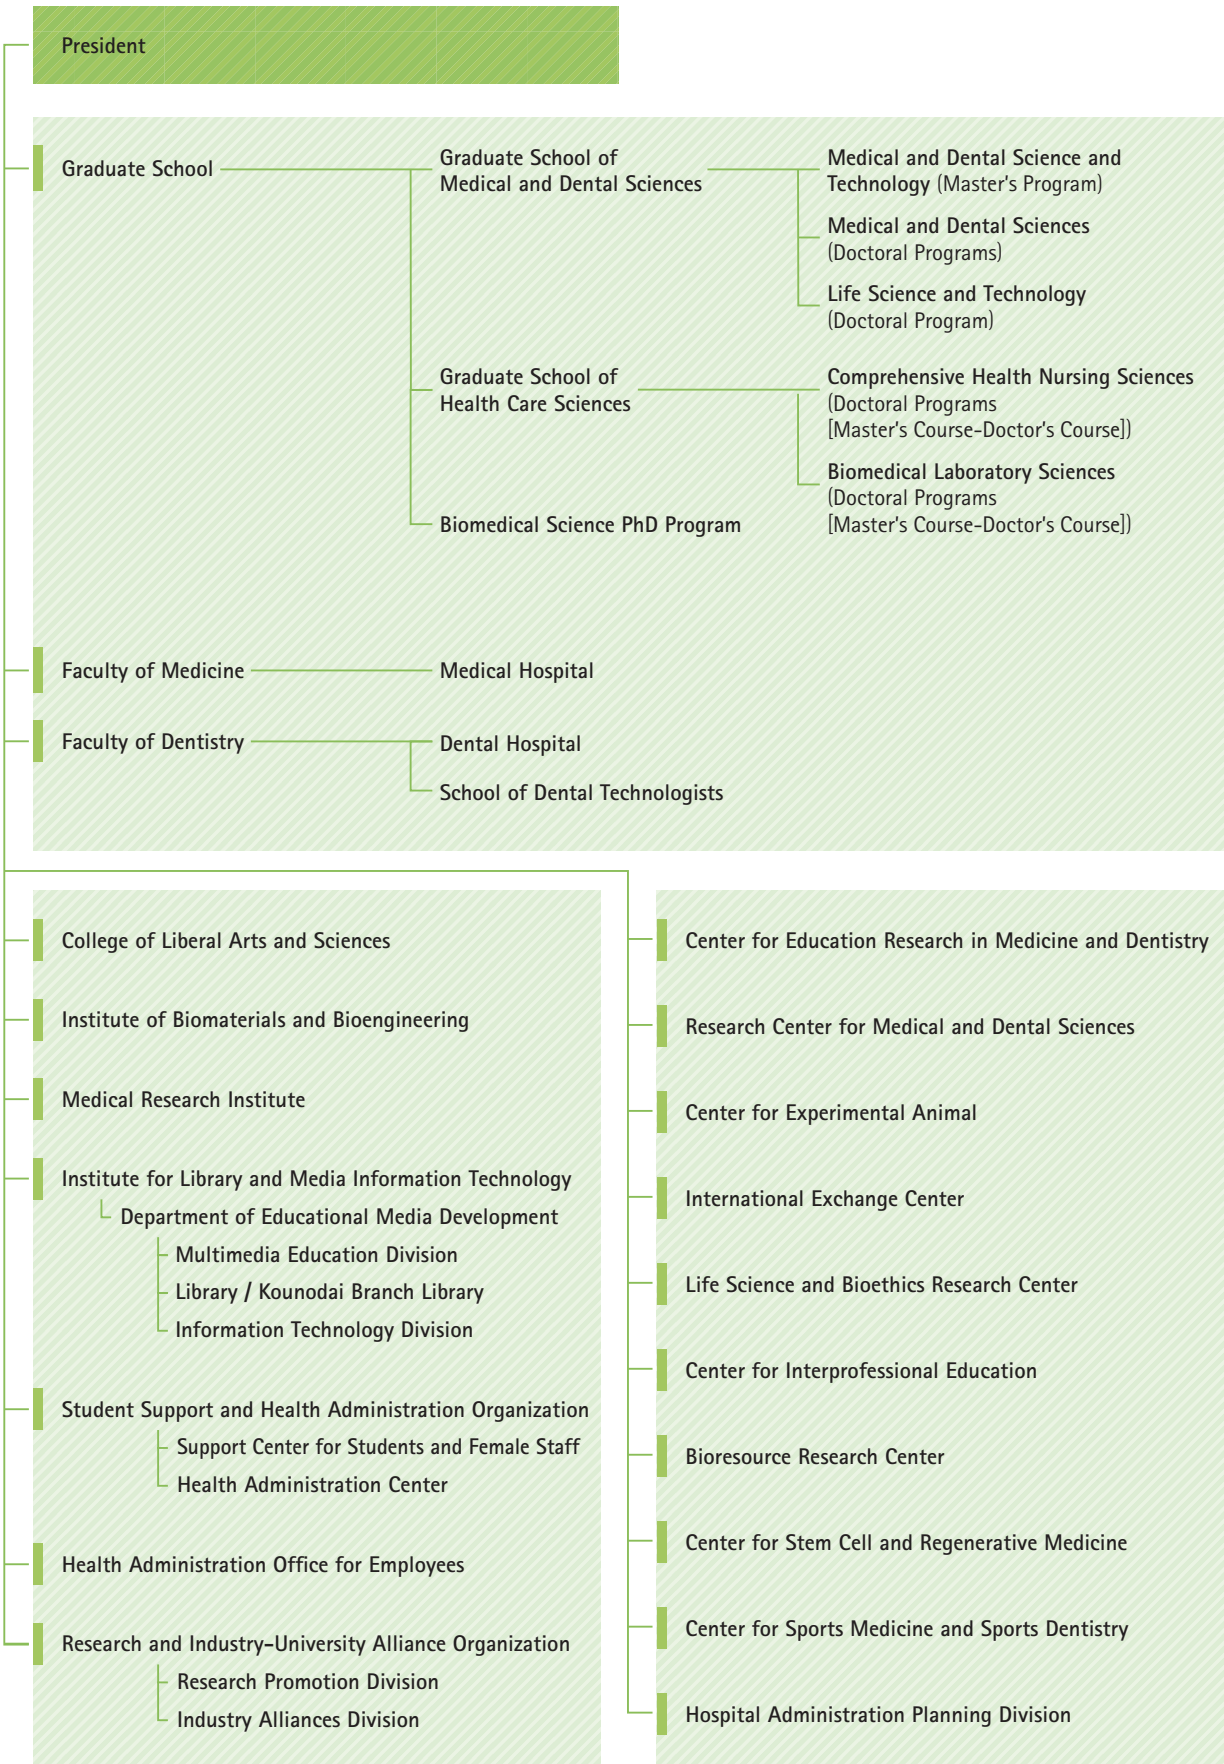 President
Graduate School
Graduate School of
Medical and Dental Sciences
Medical and Dental Science and
Technology (Master's Program)
Medical and Dental Sciences
(Doctoral Programs)
Life Science and Technology
(Doctoral Program)
Graduate School of
Health Care Sciences
Comprehensive Health Nursing Sciences
(Doctoral Programs
[Master's Course-Doctor's Course])
Biomedical Laboratory Sciences
(Doctoral Programs
[Master's Course-Doctor's Course])
Biomedical Science PhD Program
Faculty of Medicine
Medical Hospital
Faculty of Dentistry
Dental Hospital
School of Dental Technologists
College of Liberal Arts and Sciences
Institute of Biomaterials and Bioengineering
Medical Research Institute
Institute for Library and Media Information Technology
Department of Educational Media Development
Multimedia Education Division
Library / Kounodai Branch Library
Information Technology Division
Student Support and Health Administration Organization
Support Center for Students and Female Staff
Health Administration Center
Health Administration Office for Employees
Research and Industry-University Alliance Organization
Research Promotion Division
Industry Alliances Division
Center for Education Research in Medicine and Dentistry
Research Center for Medical and Dental Sciences
Center for Experimental Animal
International Exchange Center
Life Science and Bioethics Research Center
Center for Interprofessional Education
Bioresource Research Center
Center for Stem Cell and Regenerative Medicine
Center for Sports Medicine and Sports Dentistry
Hospital Administration Planning Division